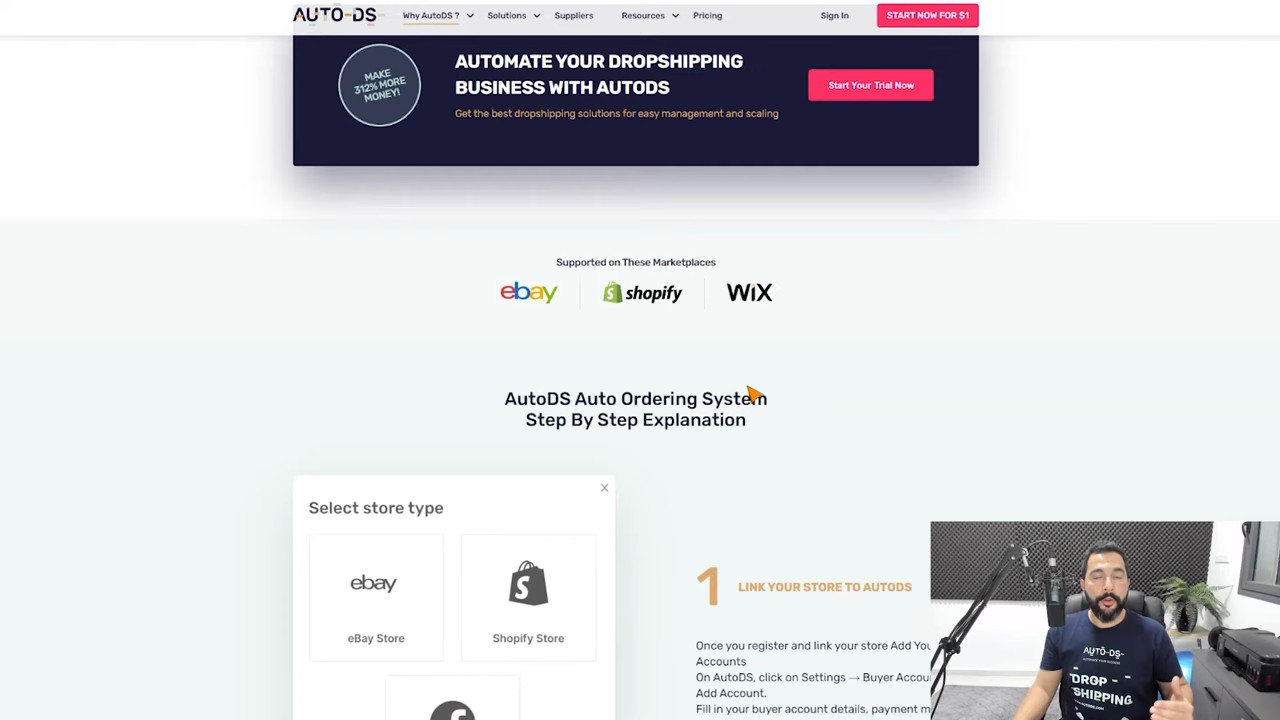 AUTO-DS-
Why AutoDS ?
Solutions
Suppliers
Resources
Pricing
Sign In
START NOW FOR $1
MAKE
312% MORE
MONEY!
AUTOMATE YOUR DROPSHIPPING
BUSINESS WITH AUTODS
Get the best dropshipping solutions for easy management and scaling
Start Your Trial Now
Supported on These Marketplaces
ebay
shopify
WIX
AutoDS Auto Ordering System
Step By Step Explanation
Select store type
X
ebay
eBay Store
S
Shopify Store
1
LINK YOUR STORE TO AUTODS
Once you register and link your store Add You
Accounts
On AutoDS, click on Settings → Buyer Accou
Add Account.
Fill in your buyer account details, payment m
AUTO-DS-
DROP
SHIPPING